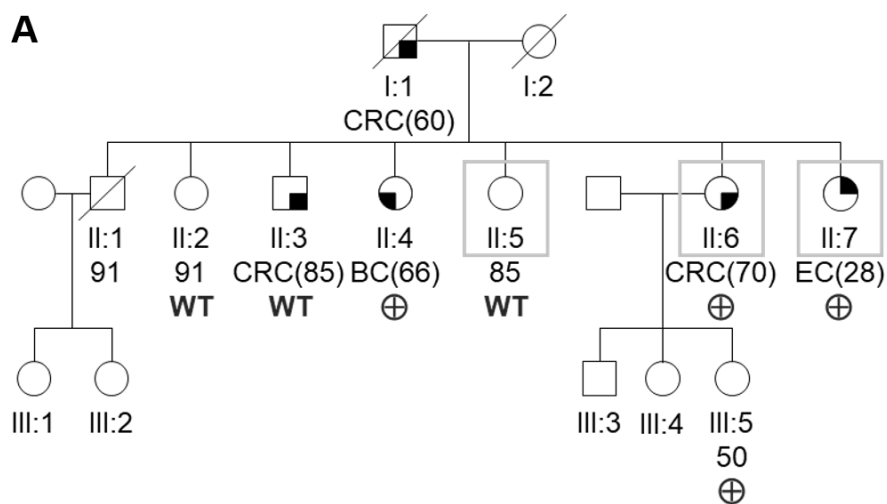 A
I:1 I:2
CRC(60)
II:1 II:2 II:3 II:4 II:5 II:6 II:7
91 91 CRC(85) BC(66) 85 CRC(70) EC(28)
WT WT ⊕ WT ⊕ ⊕
III:1 III:2 III:3 III:4 III:5
50
⊕